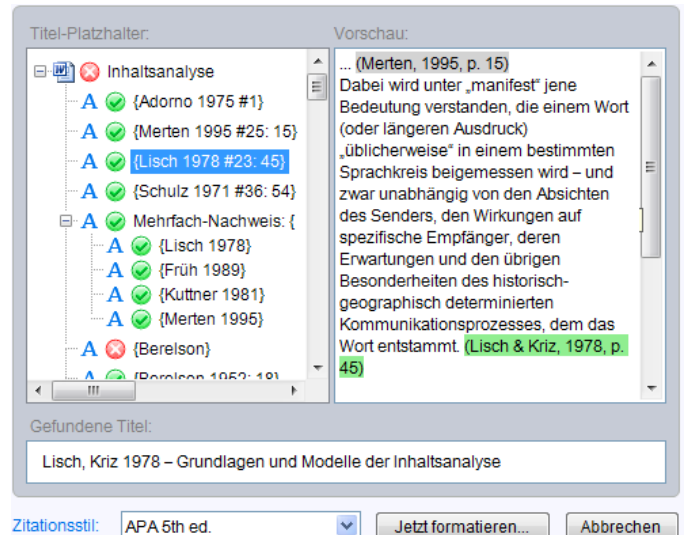 Titel-Platzhalter:
Inhaltsanalyse
A {Adorno 1975 #1}
A {Merten 1995 #25: 15}
A {Lisch 1978 #23: 45}
A {Schulz 1971 #36: 54}
A Mehrfach-Nachweis: {
A {Lisch 1978}
A {Früh 1989}
A {Kuttner 1981}
A {Merten 1995}
A {Berelson}
A {Berelson 1952: 18}
Vorschau:
... (Merten, 1995, p. 15)
Dabei wird unter „manifest“ jene
Bedeutung verstanden, die einem Wort
(oder längeren Ausdruck)
„üblicherweise“ in einem bestimmten
Sprachkreis beigemessen wird – und
zwar unabhängig von den Absichten
des Senders, den Wirkungen auf
spezifische Empfänger, deren
Erwartungen und den übrigen
Besonderheiten des historisch-
geographisch determinierten
Kommunikationsprozesses, dem das
Wort entstammt. (Lisch & Kriz, 1978, p.
45)
Gefundene Titel:
Lisch, Kriz 1978 – Grundlagen und Modelle der Inhaltsanalyse
Zitationsstil: APA 5th ed. Jetzt formatieren... Abbrechen